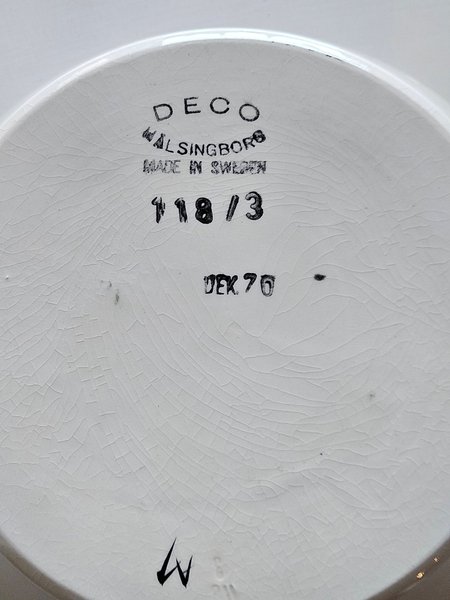 DECO
HÄLSINGBORG
MADE IN SWEDEN
118/3
DEK.70